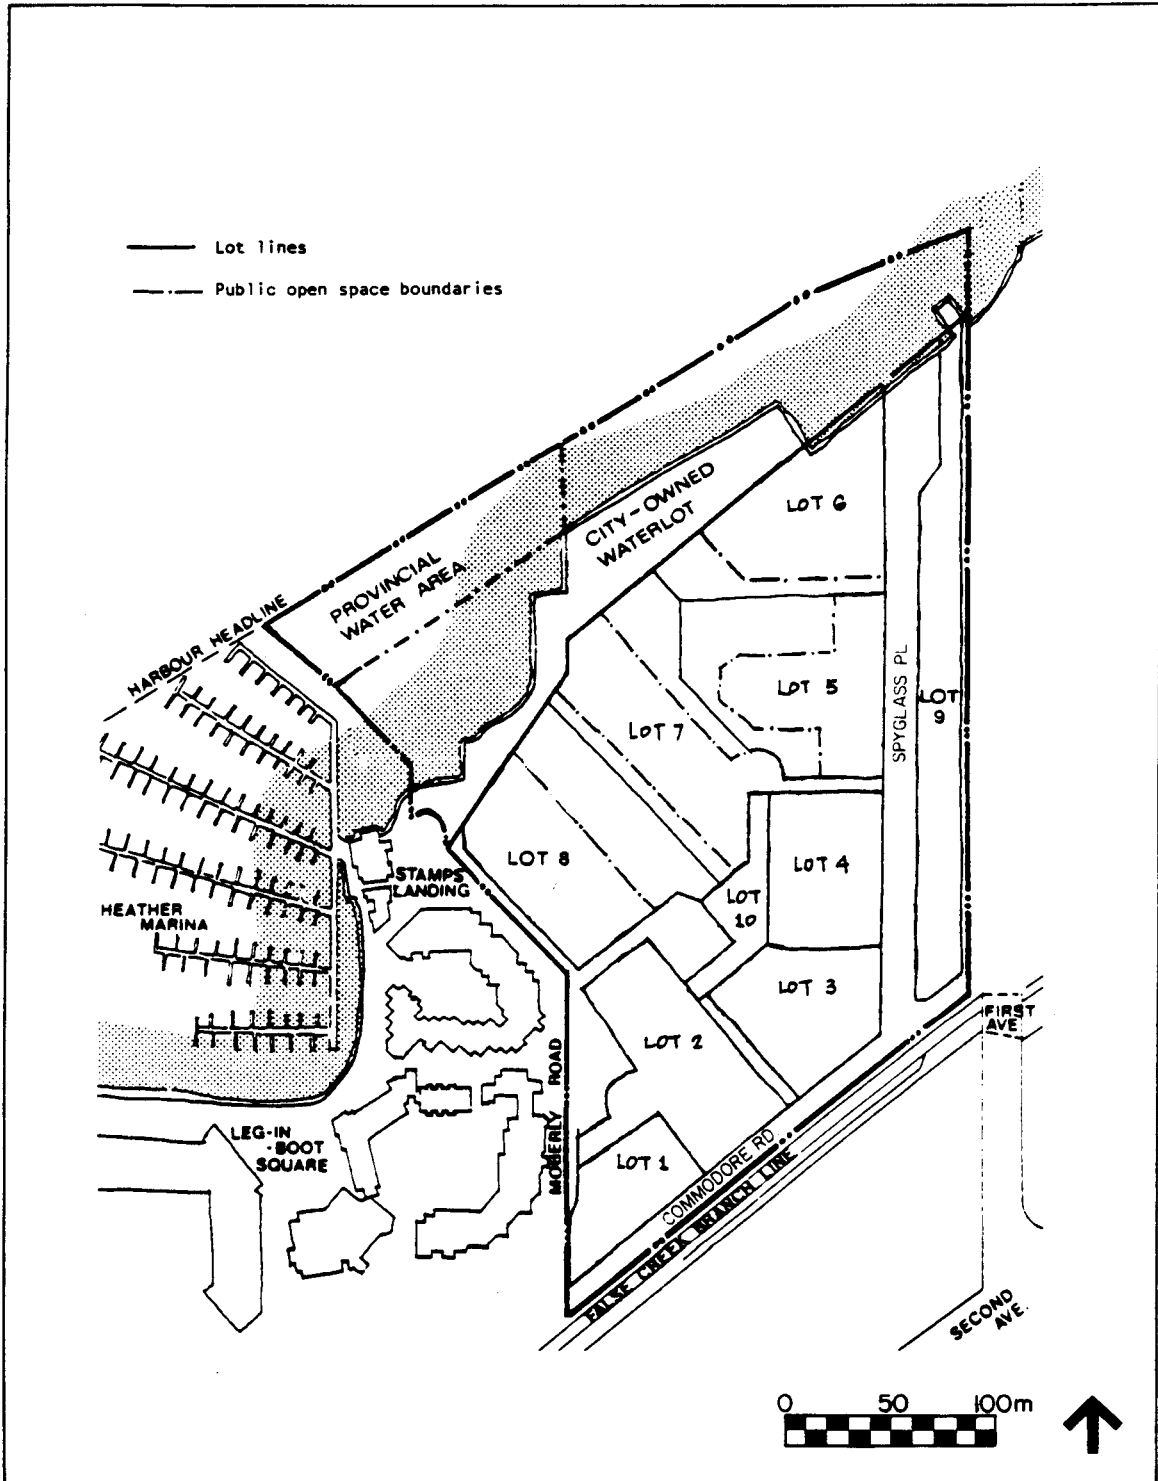 Lot lines
Public open space boundaries
CITY-OWNED
WATERLOT
LOT 6
PROVINCIAL
WATER AREA
HARBOUR HEADLINE
SPYGLASS PL
LOT 5
LOT
9
LOT 7
LOT 8
LOT 4
STAMPS
LANDING
LOT
10
HEATHER
MARINA
LOT 3
FIRST
AVE
LOT 2
MOBERLY ROAD
LEG-IN
-BOOT
SQUARE
LOT 1
COMMODORE RD
FALSE CREEK BRANCH LINE
SECOND
AVE.
0 50 100m